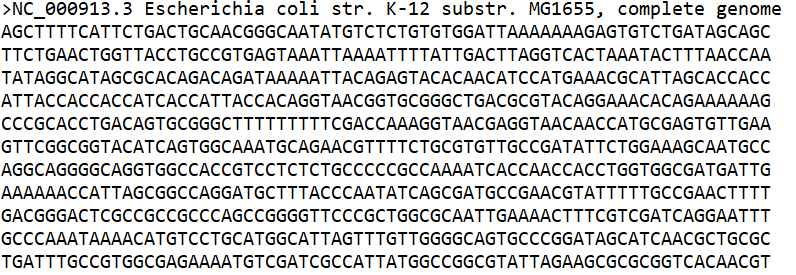 >NC_000913.3 Escherichia coli str. K-12 substr. MG1655, complete genome
AGCTTTTCATTCTGACTGCAACGGGCAATATGTCTCTGTGTGGATTAAAAAAAGAGTGTCTGATAGCAGC
TTCTGAACTGGTTACCTGCCGTGAGTAAATTAAAATTTTATTGACTTAGGTCACTAAATACTTTAACCAA
TATAGGCATAGCGCACAGACAGATAAAAATTACAGAGTACACAACATCCATGAAACGCATTAGCACCACC
ATTACCACCACCATCACCATTACCACAGGTAACGGTGCGGGCTGACGCGTACAGGAAACACAGAAAAAAG
CCCGCACCTGACAGTGCGGGCTTTTTTTTTCGACCAAAGGTAACGAGGTAACAACCATGCGAGTGTTGAA
GTTCGGCGGTACATCAGTGGCAAATGCAGAACGTTTTCTGCGTGTTGCCGATATTCTGGAAAGCAATGCC
AGGCAGGGGCAGGTGGCCACCGTCCTCTCTGCCCCCGCCAAAATCACCAACCACCTGGTGGCGATGATTG
AAAAAACCATTAGCGGCCAGGATGCTTTACCCAATATCAGCGATGCCGAACGTATTTTTGCCGAACTTTT
GACGGGACTCGCCGCCGCCCAGCCGGGGTTCCCGCTGGCGCAATTGAAAACTTTCGTCGATCAGGAATTT
GCCCAAATAAAACATGTCCTGCATGGCATTAGTTTGTTGGGGCAGTGCCCGGATAGCATCAACGCTGCGC
TGATTTGCCGTGGCGAGAAAATGTCGATCGCCATTATGGCCGGCGTATTAGAAGCGCGCGGTCACAACGT